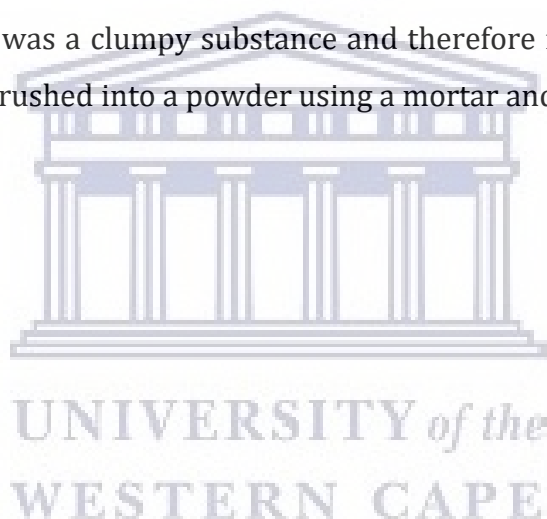 was a clumpy substance and therefore
rushed into a powder using a mortar and
UNIVERSITY of the
WESTERN CAPE